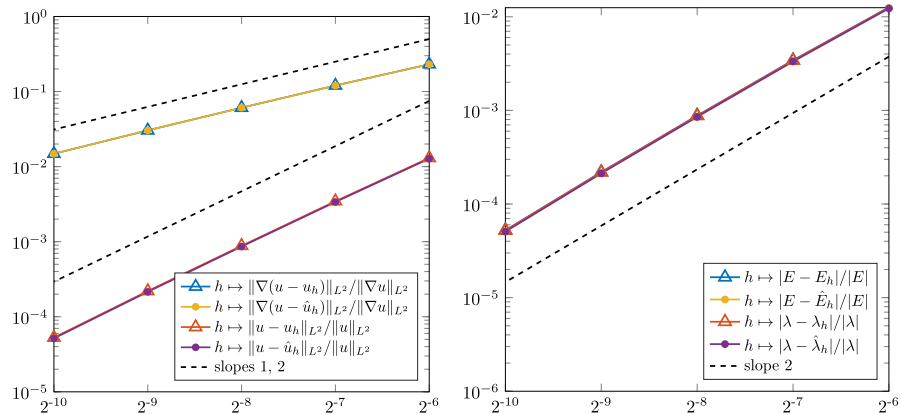 10^0
10^-1
10^-2
10^-3
10^-4
10^-5
2^-10
2^-9
2^-8
2^-7
2^-6
h ↦ ‖∇(u − u_h)‖_{L^2}/‖∇u‖_{L^2}
h ↦ ‖∇(u − û_h)‖_{L^2}/‖∇u‖_{L^2}
h ↦ ‖u − u_h‖_{L^2}/‖u‖_{L^2}
h ↦ ‖u − û_h‖_{L^2}/‖u‖_{L^2}
slopes 1, 2
10^-2
10^-3
10^-4
10^-5
10^-6
2^-10
2^-9
2^-8
2^-7
2^-6
h ↦ |E − E_h|/|E|
h ↦ |E − Ê_h|/|E|
h ↦ |λ − λ_h|/|λ|
h ↦ |λ − λ̂_h|/|λ|
slope 2